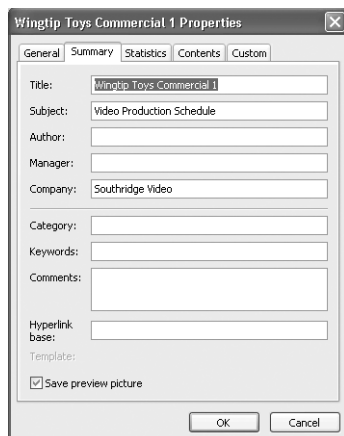 Wingtip Toys Commercial 1 Properties
General Summary Statistics Contents Custom
Title: Wingtip Toys Commercial 1
Subject: Video Production Schedule
Author:
Manager:
Company: Southridge Video
Category:
Keywords:
Comments:
Hyperlink
base:
Template:
Save preview picture
OK Cancel